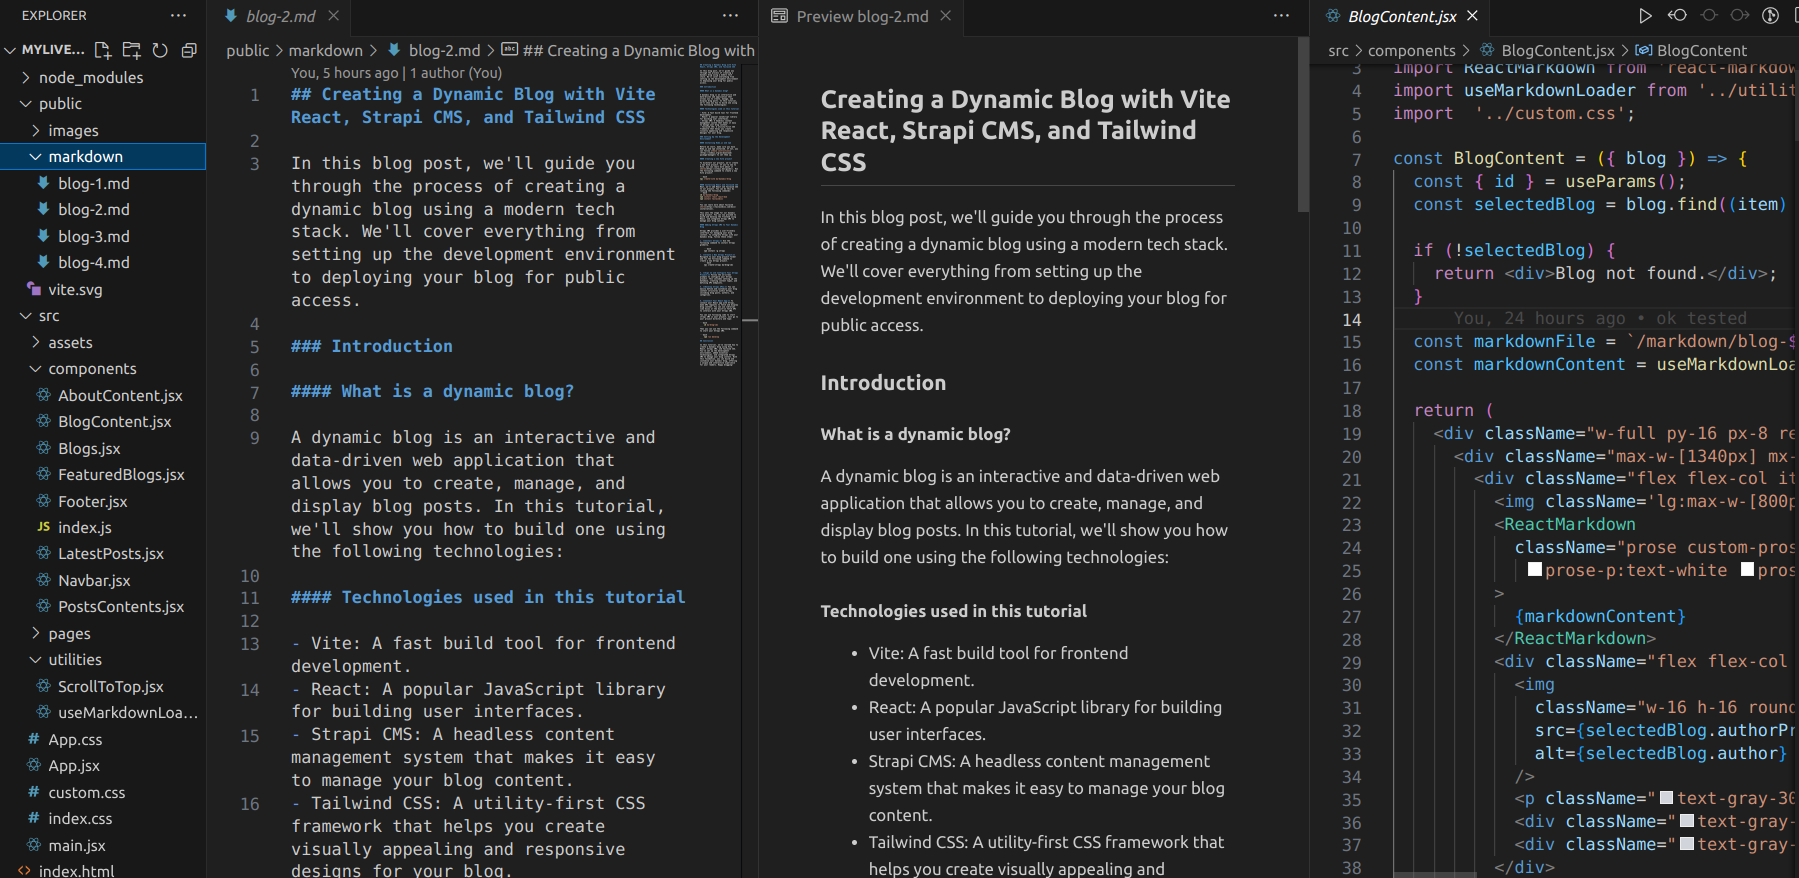 EXPLORER
MYLIVE...
node_modules
public
images
markdown
blog-1.md
blog-2.md
blog-3.md
blog-4.md
vite.svg
src
assets
components
AboutContent.jsx
BlogContent.jsx
Blogs.jsx
FeaturedBlogs.jsx
Footer.jsx
JS index.js
LatestPosts.jsx
Navbar.jsx
PostsContents.jsx
pages
utilities
ScrollToTop.jsx
useMarkdownLoa...
# App.css
App.jsx
# custom.css
# index.css
main.jsx
<> index.html
blog-2.md
public > markdown > blog-2.md > abc ## Creating a Dynamic Blog with
You, 5 hours ago | 1 author (You)
1 ## Creating a Dynamic Blog with Vite
React, Strapi CMS, and Tailwind CSS
2
3 In this blog post, we'll guide you
through the process of creating a
dynamic blog using a modern tech
stack. We'll cover everything from
setting up the development environment
to deploying your blog for public
access.
4
5 ### Introduction
6
7 #### What is a dynamic blog?
8
9 A dynamic blog is an interactive and
data-driven web application that
allows you to create, manage, and
display blog posts. In this tutorial,
we'll show you how to build one using
the following technologies:
10
11 #### Technologies used in this tutorial
12
13 - Vite: A fast build tool for frontend
development.
14 - React: A popular JavaScript library
for building user interfaces.
15 - Strapi CMS: A headless content
management system that makes it easy
to manage your blog content.
16 - Tailwind CSS: A utility-first CSS
framework that helps you create
visually appealing and responsive
designs for your blog.
Preview blog-2.md
Creating a Dynamic Blog with Vite
React, Strapi CMS, and Tailwind
CSS
In this blog post, we'll guide you through the process
of creating a dynamic blog using a modern tech stack.
We'll cover everything from setting up the
development environment to deploying your blog for
public access.
Introduction
What is a dynamic blog?
A dynamic blog is an interactive and data-driven web
application that allows you to create, manage, and
display blog posts. In this tutorial, we'll show you how
to build one using the following technologies:
Technologies used in this tutorial
• Vite: A fast build tool for frontend
development.
• React: A popular JavaScript library for building
user interfaces.
• Strapi CMS: A headless content management
system that makes it easy to manage your blog
content.
• Tailwind CSS: A utility-first CSS framework that
helps you create visually appealing and
BlogContent.jsx
src > components > BlogContent.jsx > BlogContent
3 import ReactMarkdown from 'react-markdow
4 import useMarkdownLoader from '../utilit
5 import '../custom.css';
6
7 const BlogContent = ({ blog }) => {
8 const { id } = useParams();
9 const selectedBlog = blog.find((item)
10
11 if (!selectedBlog) {
12 return <div>Blog not found.</div>;
13 }
14 You, 24 hours ago • ok tested
15 const markdownFile = `/markdown/blog-$
16 const markdownContent = useMarkdownLoa
17
18 return (
19 <div className="w-full py-16 px-8 re
20 <div className="max-w-[1340px] mx-
21 <div className="flex flex-col it
22 <img className='lg:max-w-[800p
23 <ReactMarkdown
24 className="prose custom-pros
25 prose-p:text-white pros
26 >
27 {markdownContent}
28 </ReactMarkdown>
29 <div className="flex flex-col
30 <img
31 className="w-16 h-16 roun
32 src={selectedBlog.authorPr
33 alt={selectedBlog.author}
34 />
35 <p className="text-gray-30
36 <div className="text-gray-
37 <div className="text-gray-
38 </div>